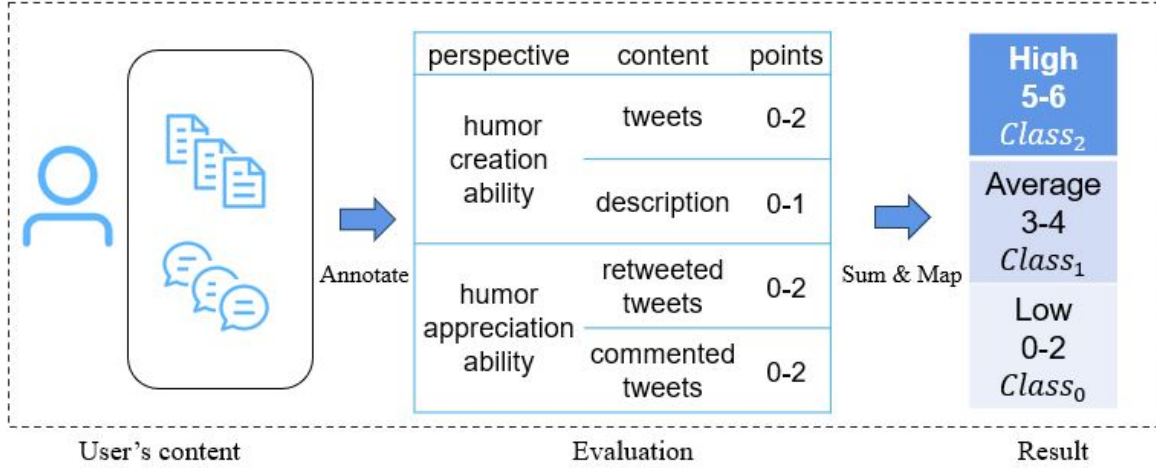 perspective content points
humor creation ability
tweets 0-2
description 0-1
humor appreciation ability
retweeted tweets 0-2
commented tweets 0-2
Annotate
Sum & Map
High
5-6
Class₂
Average
3-4
Class₁
Low
0-2
Class₀
User's content
Evaluation
Result